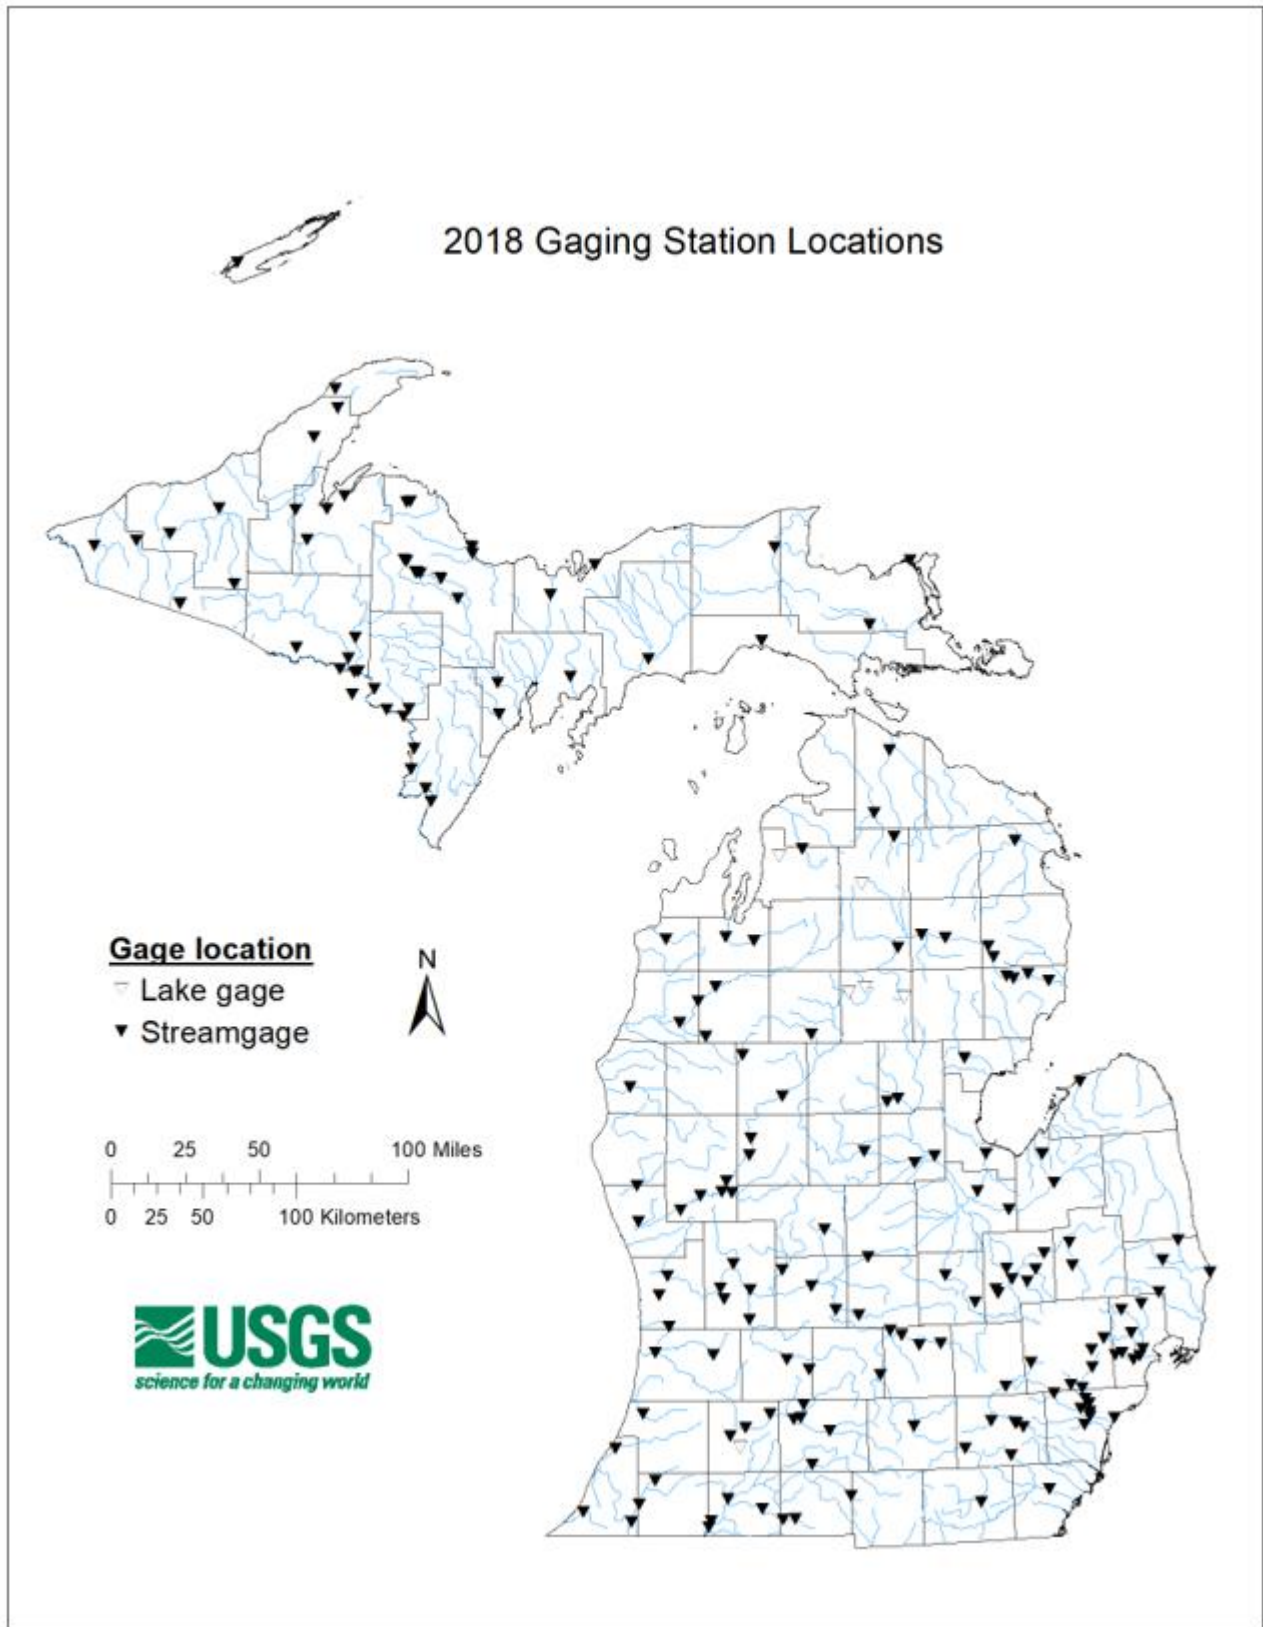 2018 Gaging Station Locations
Gage location
Lake gage
Streamgage
N
0 25 50 100 Miles
0 25 50 100 Kilometers
USGS
science for a changing world